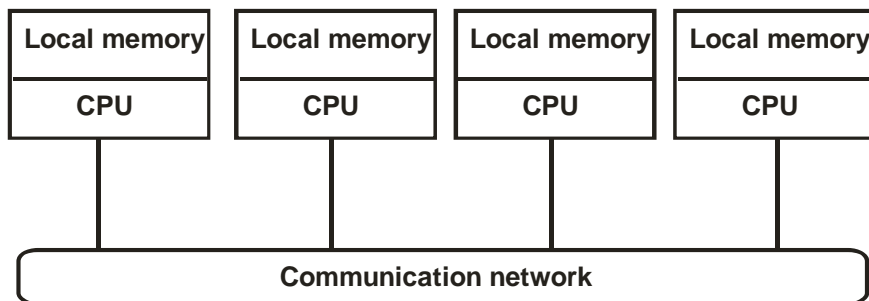 Local memory Local memory Local memory Local memory
CPU CPU CPU CPU
Communication network